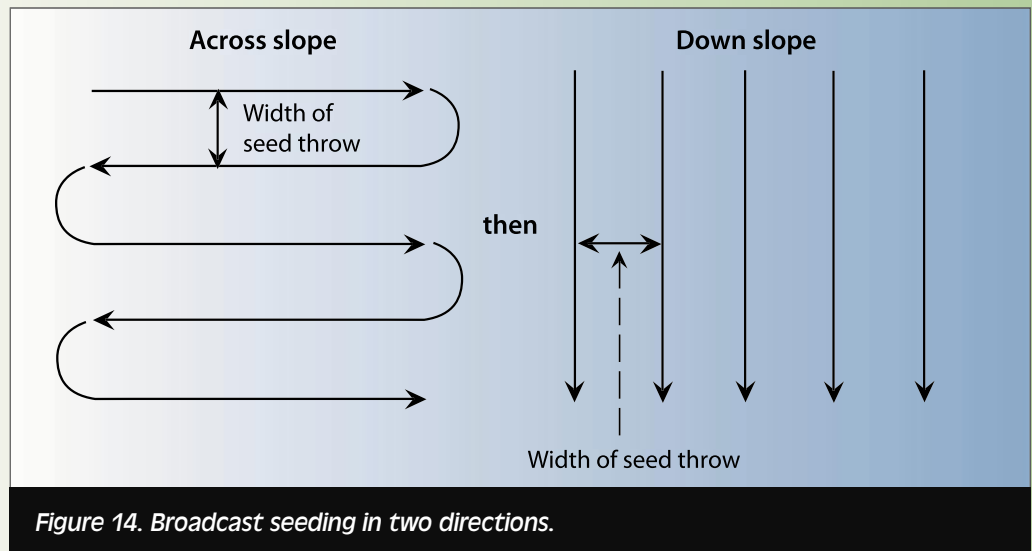 Across slope
Down slope
Width of
seed throw
then
Width of seed throw
Figure 14. Broadcast seeding in two directions.